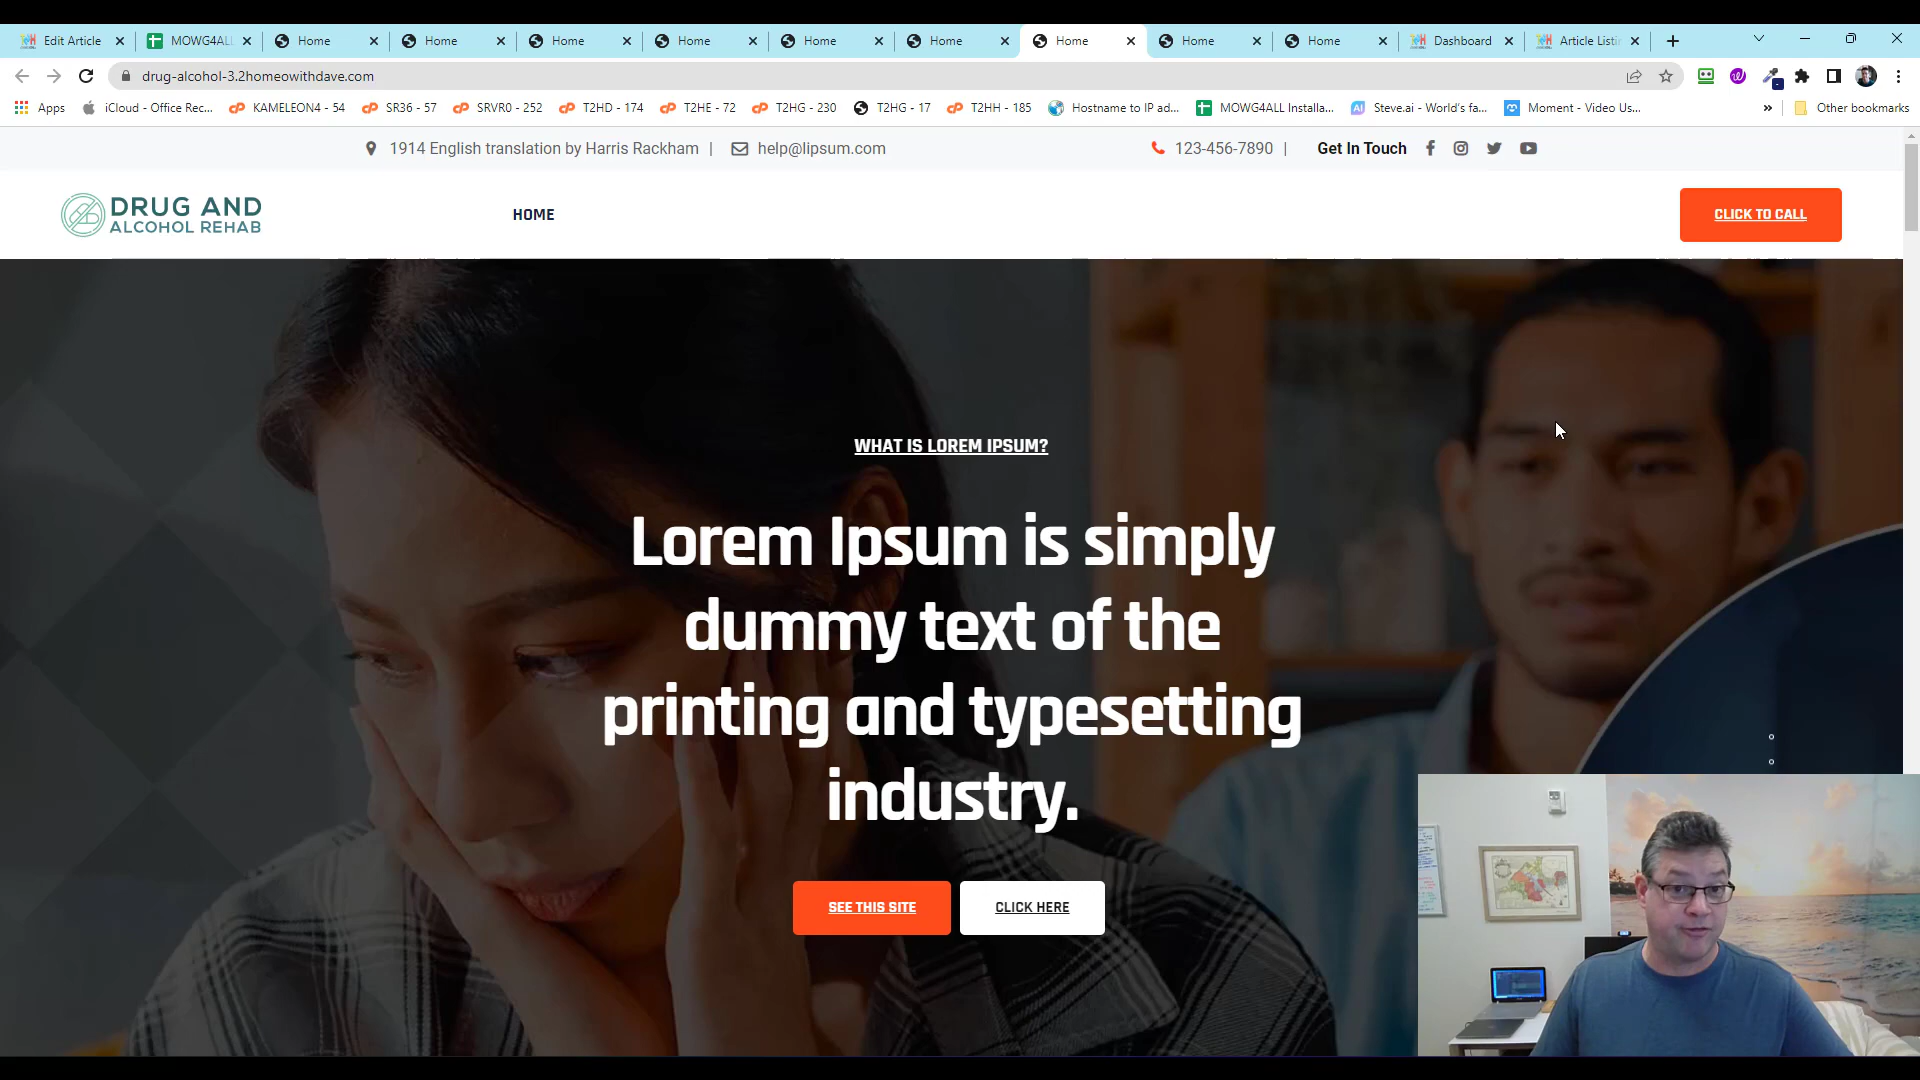 Edit Article
MOWG4ALL
Home
Home
Home
Home
Home
Home
Home
Home
Home
Dashboard
Article Listi
drug-alcohol-3.2homeowithdave.com
Apps
iCloud - Office Rec...
KAMELEON4 - 54
SR36 - 57
SRVR0 - 252
T2HD - 174
T2HE - 72
T2HG - 230
T2HG - 17
T2HH - 185
Hostname to IP ad...
MOWG4ALL Installa...
Steve.ai - World's fa...
Moment - Video Us...
»
Other bookmarks
1914 English translation by Harris Rackham |
help@lipsum.com
123-456-7890 |
Get In Touch
DRUG AND
ALCOHOL REHAB
HOME
CLICK TO CALL
WHAT IS LOREM IPSUM?
Lorem Ipsum is simply
dummy text of the
printing and typesetting
industry.
SEE THIS SITE
CLICK HERE